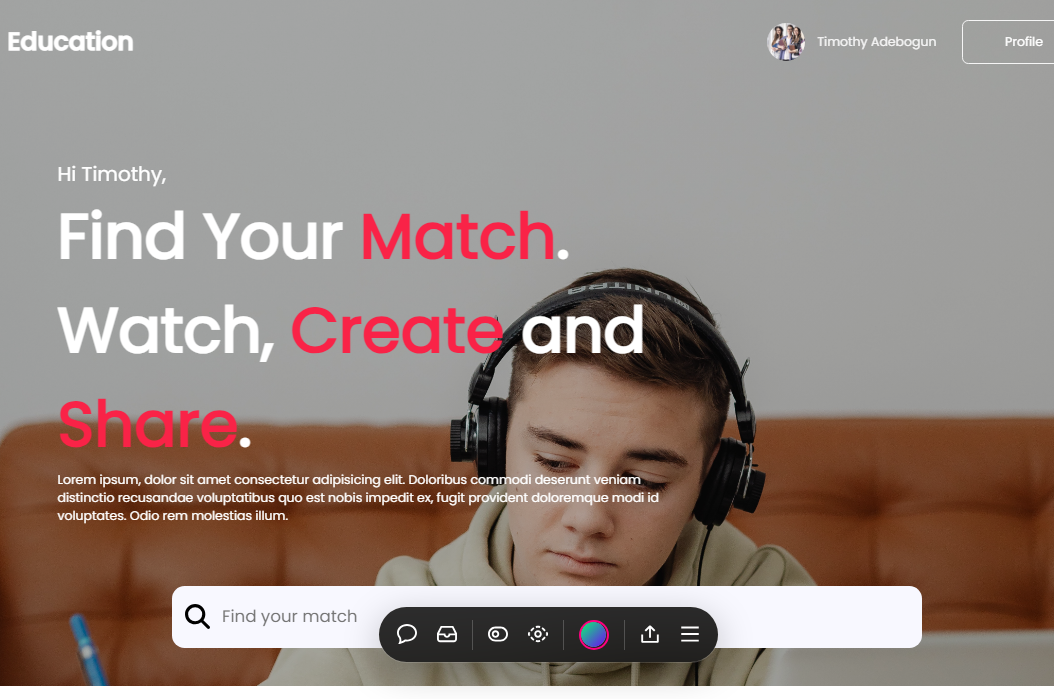 Education
Timothy Adebogun
Profile
Hi Timothy,
Find Your Match.
Watch, Create and
Share.
UNITRA
Lorem ipsum, dolor sit amet consectetur adipisicing elit. Doloribus commodi deserunt veniam
distinctio recusandae voluptatibus quo est nobis impedit ex, fugit provident doloremque modi id
voluptates. Odio rem molestias illum.
Find your match